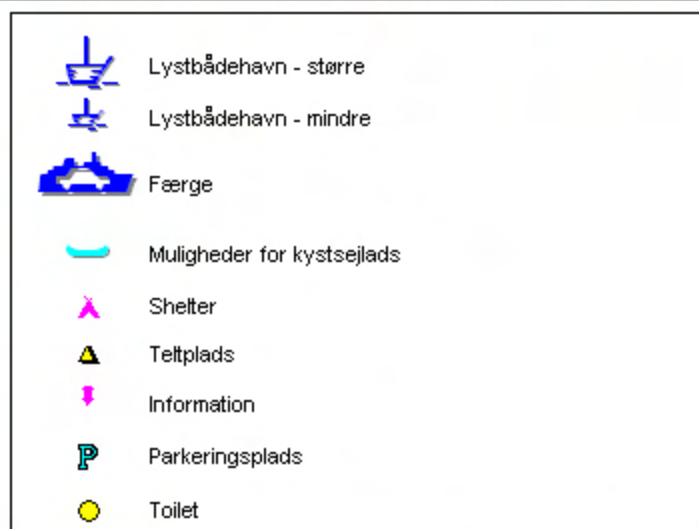 Lystbådehavn - større
Lystbådehavn - mindre
Færge
Muligheder for kystsejlads
Shelter
Teltplads
Information
P Parkeringsplads
Toilet